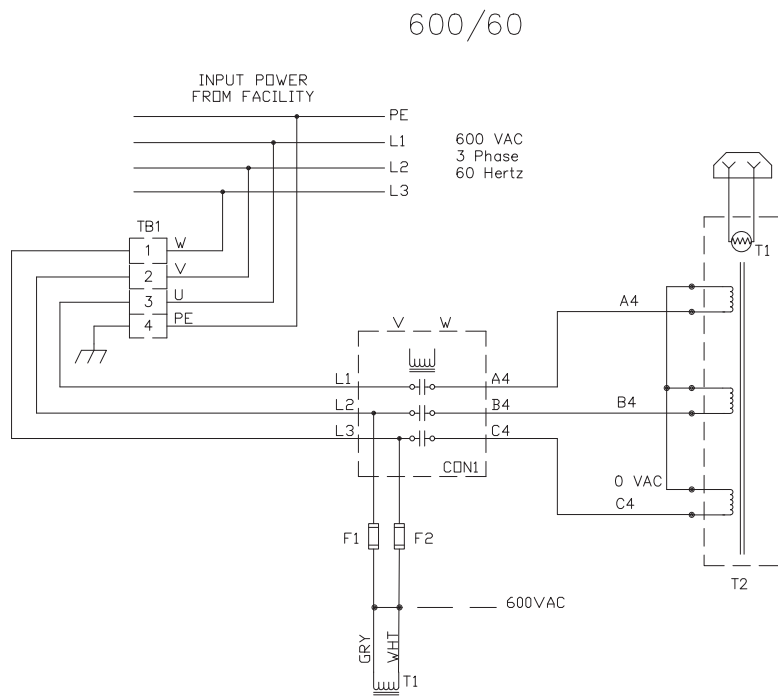 600/60
INPUT POWER
FROM FACILITY
PE
L1
L2
L3
600 VAC
3 Phase
60 Hertz
TB1
1 W
2 V
3 U
4 PE
T1
V W
A4
L1 A4
L2 B4
B4
L3 C4
CON1
0 VAC
C4
F1 F2
T2
600VAC
GRY
WHT
T1